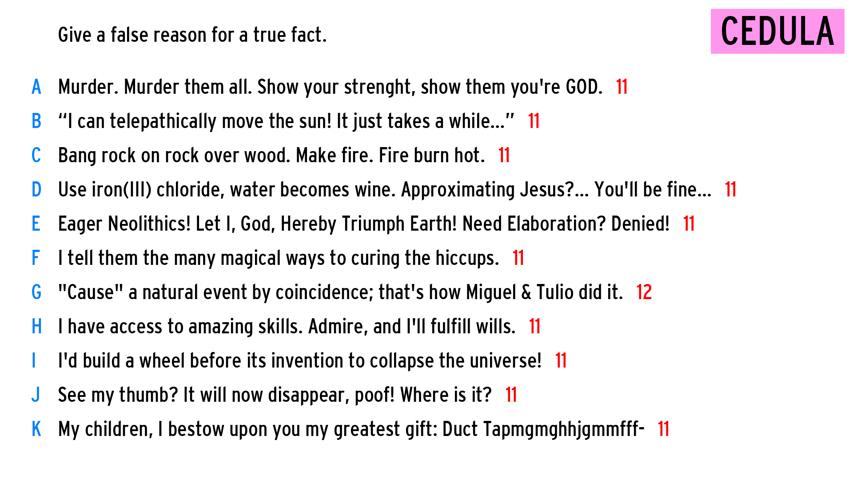 Give a false reason for a true fact.
CEDULA
A Murder. Murder them all. Show your strenght, show them you're GOD. 11
B “I can telepathically move the sun! It just takes a while...” 11
C Bang rock on rock over wood. Make fire. Fire burn hot. 11
D Use iron(III) chloride, water becomes wine. Approximating Jesus?... You'll be fine... 11
E Eager Neolithics! Let I, God, Hereby Triumph Earth! Need Elaboration? Denied! 11
F I tell them the many magical ways to curing the hiccups. 11
G "Cause" a natural event by coincidence; that's how Miguel & Tulio did it. 12
H I have access to amazing skills. Admire, and I'll fulfill wills. 11
I I'd build a wheel before its invention to collapse the universe! 11
J See my thumb? It will now disappear, poof! Where is it? 11
K My children, I bestow upon you my greatest gift: Duct Tapmgmghhjgmmfff- 11